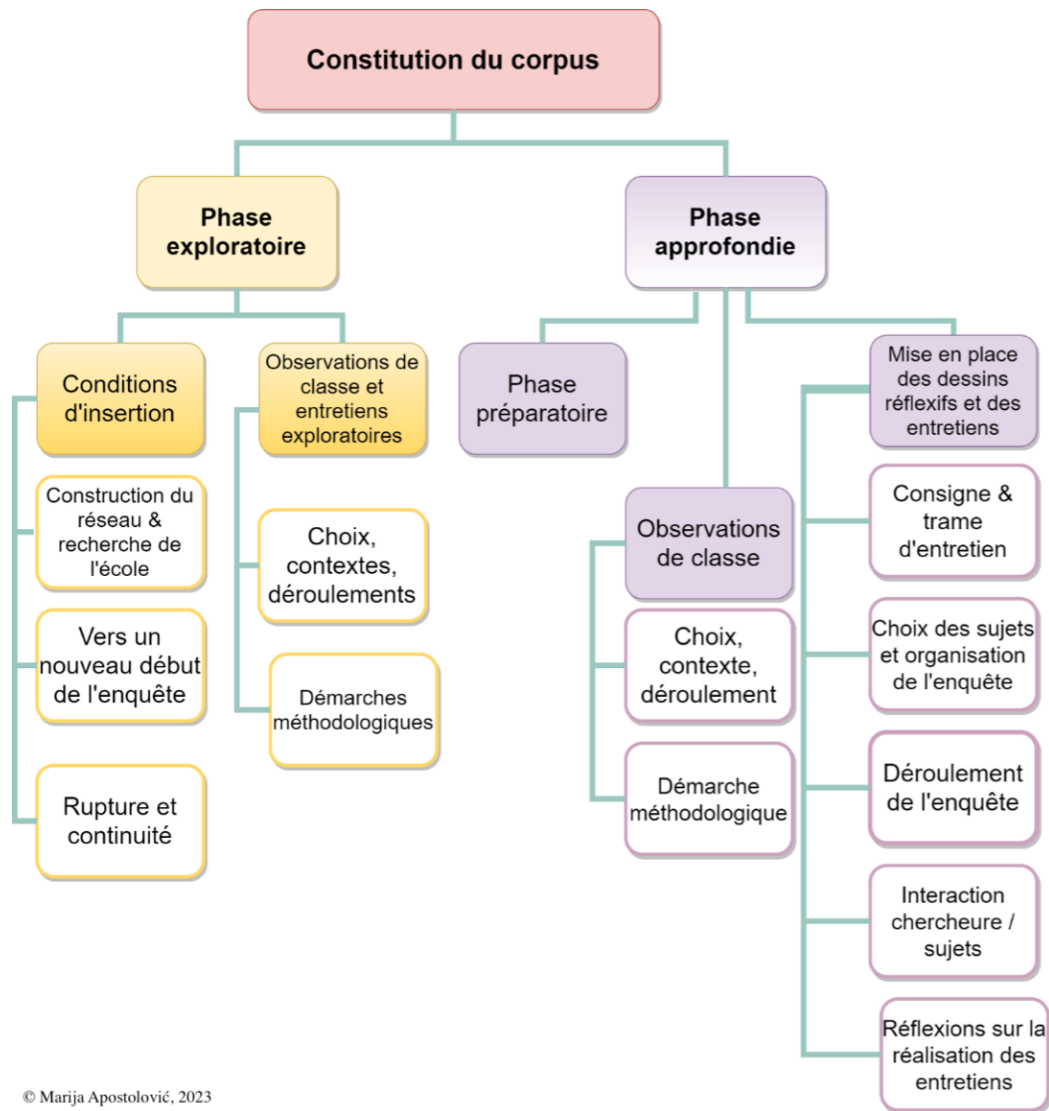 Constitution du corpus
Phase
exploratoire
Phase
approfondie
Conditions
d'insertion
Construction du
réseau &
recherche de
l'école
Vers un
nouveau début
de l'enquête
Rupture et
continuité
Observations de
classe et
entretiens
exploratoires
Choix,
contextes,
déroulements
Démarches
méthodologiques
Phase
préparatoire
Observations
de classe
Choix,
contexte,
déroulement
Démarche
méthodologique
Mise en place
des dessins
réflexifs et des
entretiens
Consigne &
trame
d'entretien
Choix des sujets
et organisation
de l'enquête
Déroulement
de l'enquête
Interaction
chercheure /
sujets
Réflexions sur la
réalisation des
entretiens
© Marija Apostolović, 2023